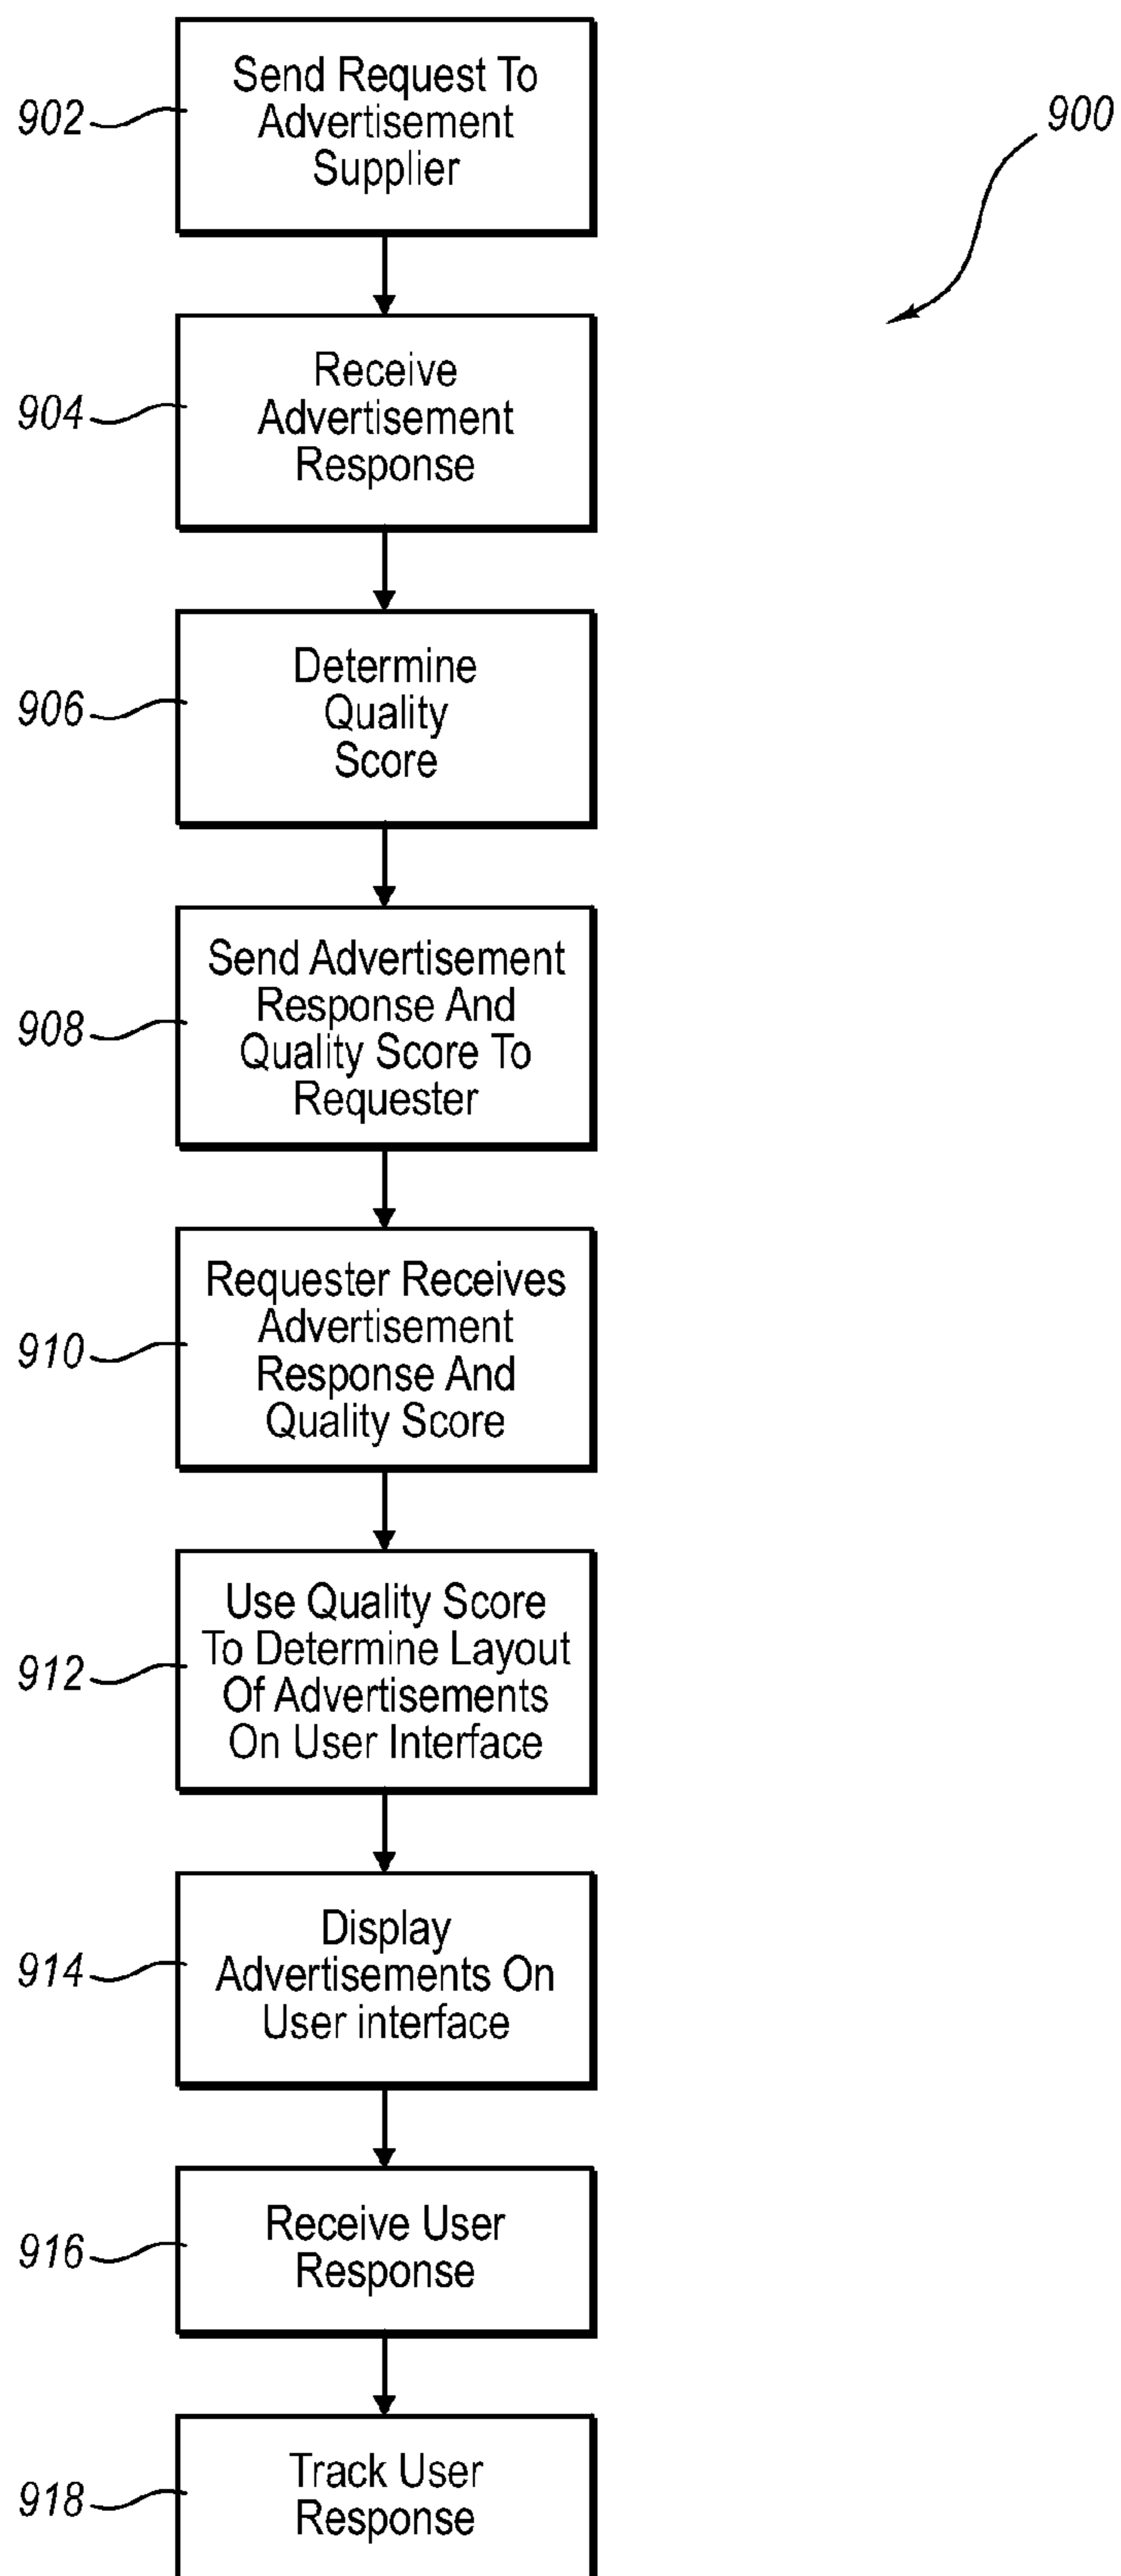 900
902
Send Request To
Advertisement
Supplier
904
Receive
Advertisement
Response
906
Determine
Quality
Score
908
Send Advertisement
Response And
Quality Score To
Requester
910
Requester Receives
Advertisement
Response And
Quality Score
912
Use Quality Score
To Determine Layout
Of Advertisements
On User Interface
914
Display
Advertisements On
User interface
916
Receive User
Response
918
Track User
Response